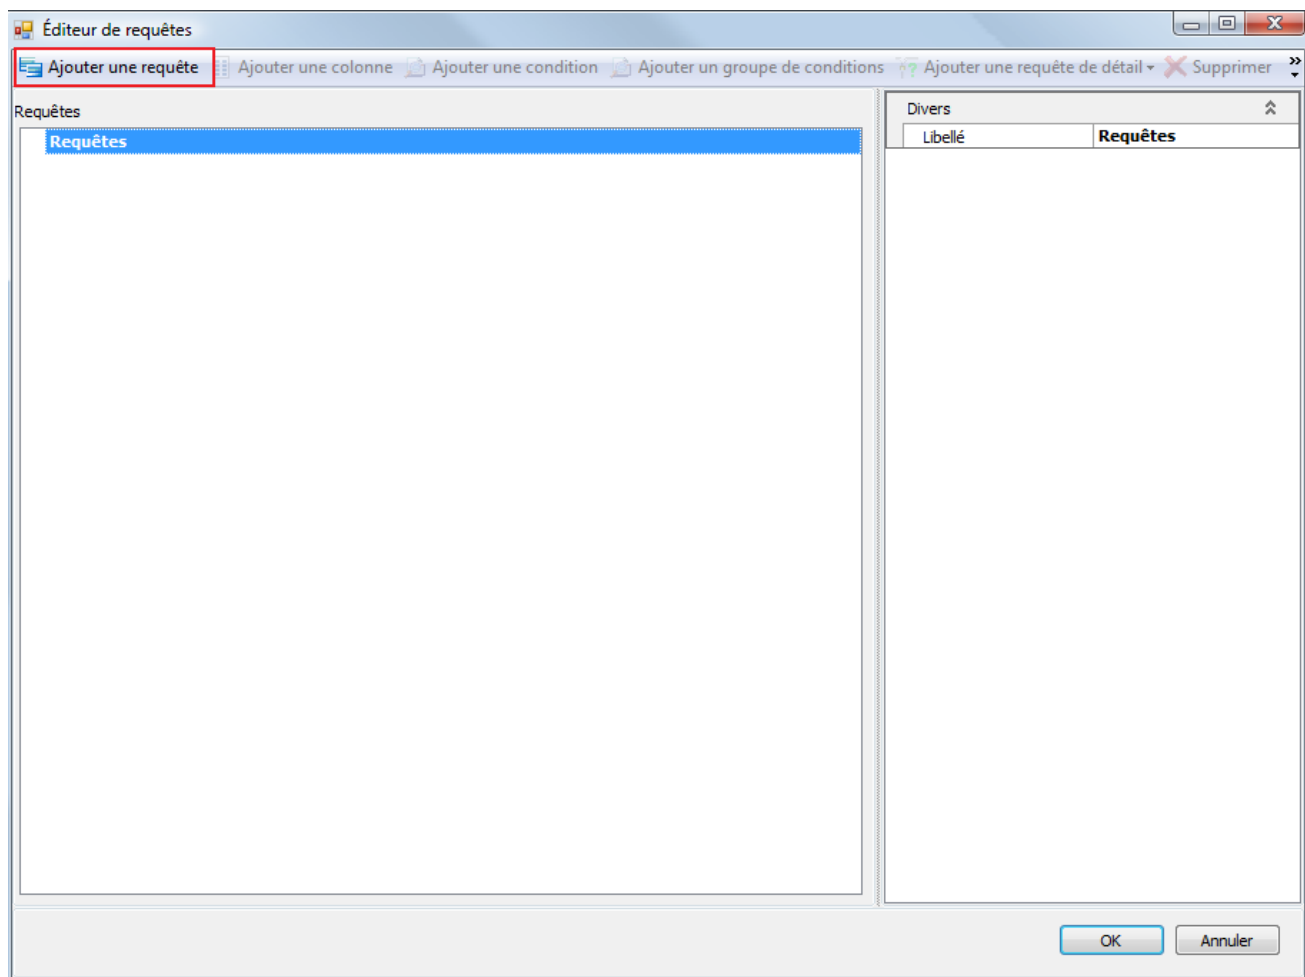 Éditeur de requêtes
Ajouter une requête Ajouter une colonne Ajouter une condition Ajouter un groupe de conditions Ajouter une requête de détail Supprimer
Requêtes
Requêtes
Divers
Libellé Requêtes
OK Annuler